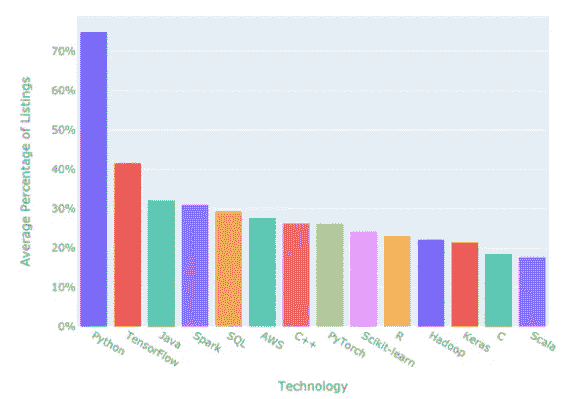 Average Percentage of Listings
70%
60%
50%
40%
30%
20%
10%
0%
Python
TensorFlow
Java
Spark
SQL
AWS
C++
PyTorch
Scikit-learn
R
Hadoop
Keras
C
Scala
Technology